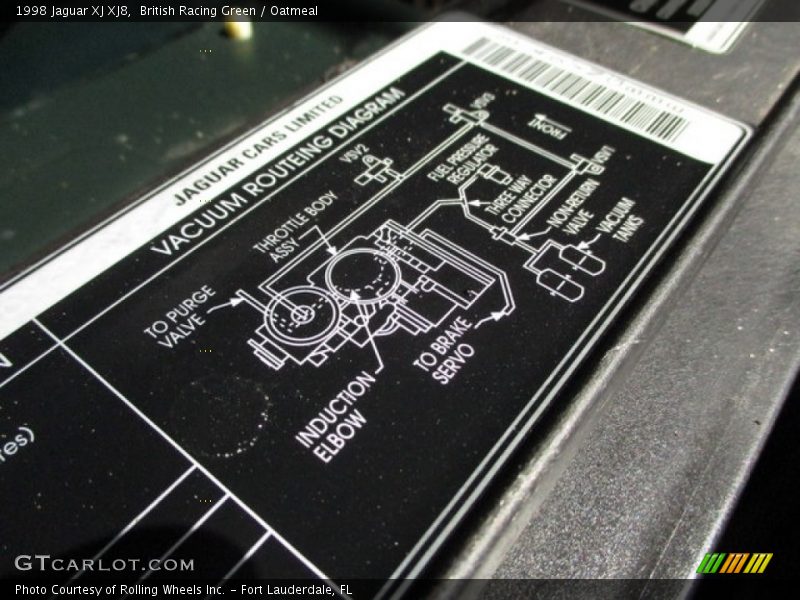 1998 Jaguar XJ XJ8,  British Racing Green / Oatmeal
JAGUAR CARS LIMITED
VACUUM ROUTEING DIAGRAM
VSV3
FRONT
VSV2
FUEL PRESSURE
REGULATOR
VSV1
THREE WAY
CONNECTOR
NON-RETURN
VALVE
VACUUM
TANKS
THROTTLE BODY
ASSY
TO PURGE
VALVE
TO BRAKE
SERVO
INDUCTION
ELBOW
res)
GTCARLOT.COM
Photo Courtesy of Rolling Wheels Inc. – Fort Lauderdale, FL